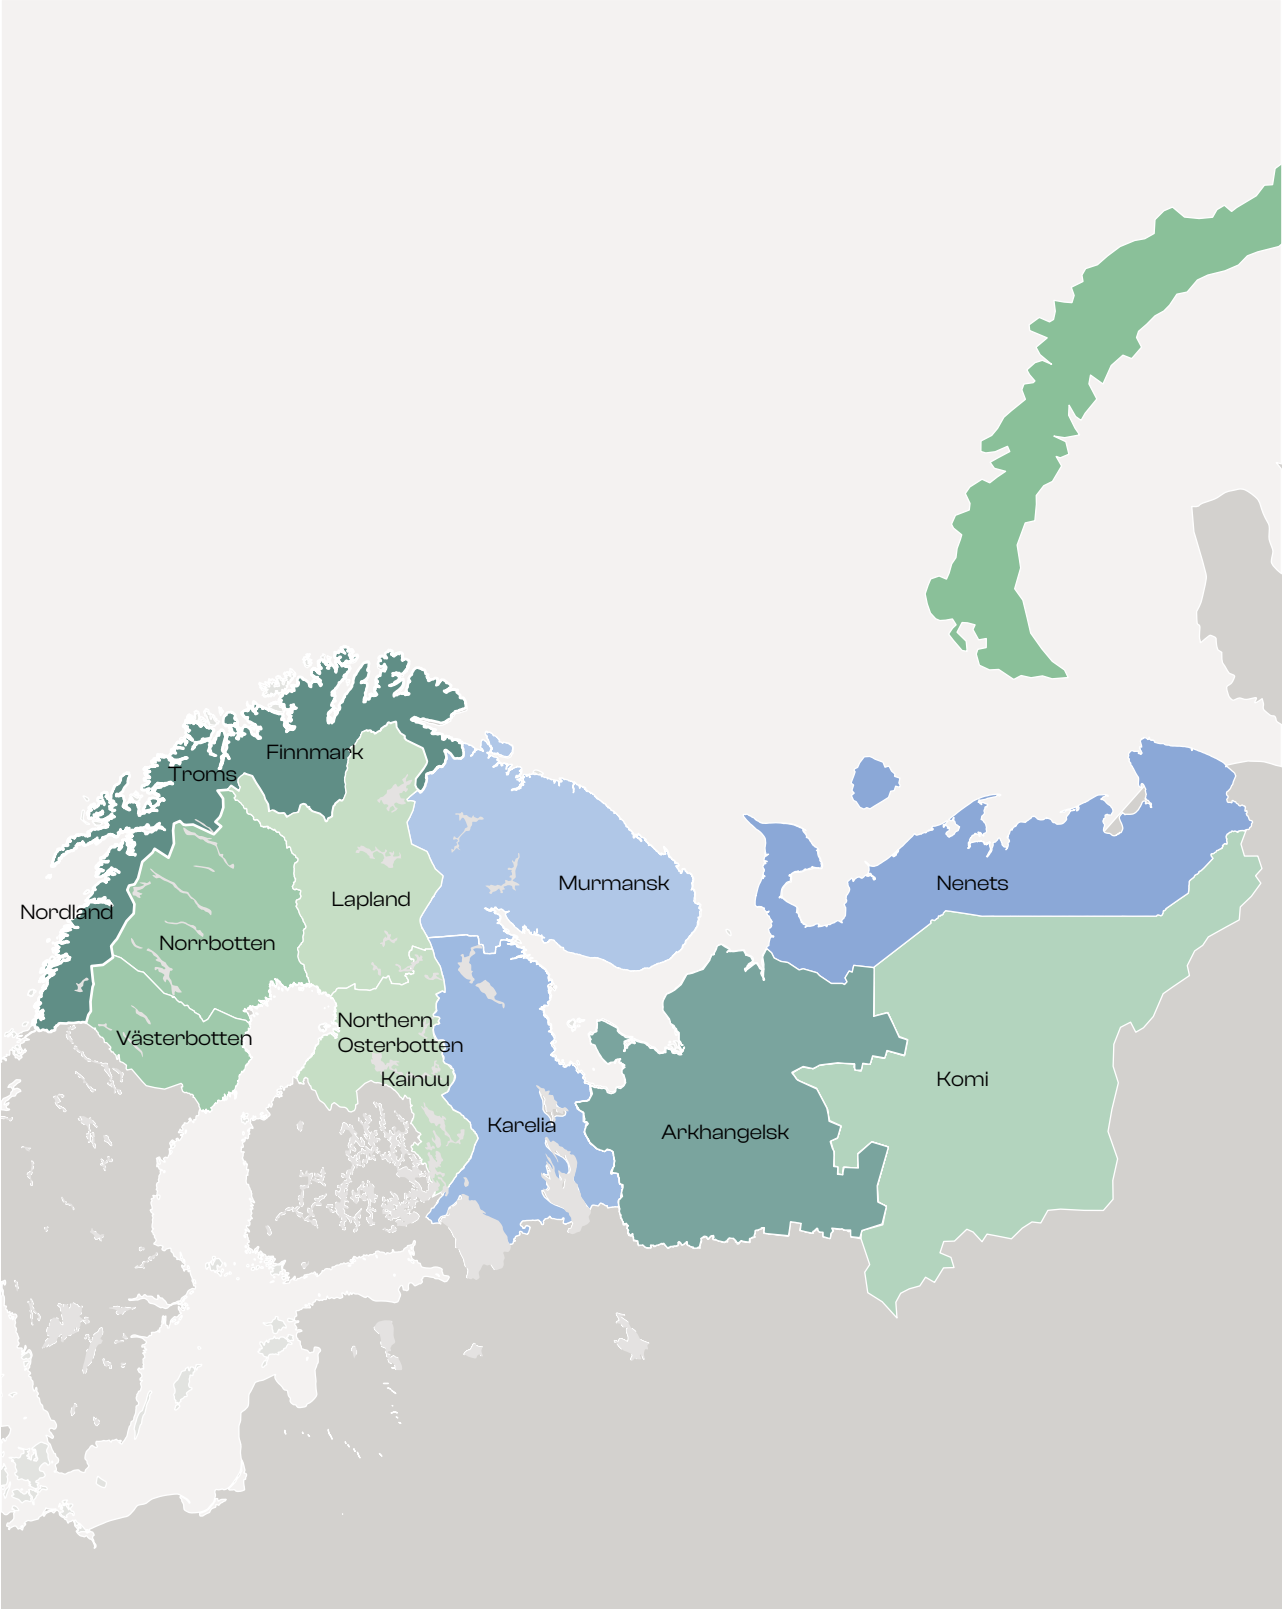 Finnmark
Troms
Murmansk
Nenets
Lapland
Nordland
Norrbotten
Northern
Osterbotten
Västerbotten
Kainuu
Komi
Karelia
Arkhangelsk